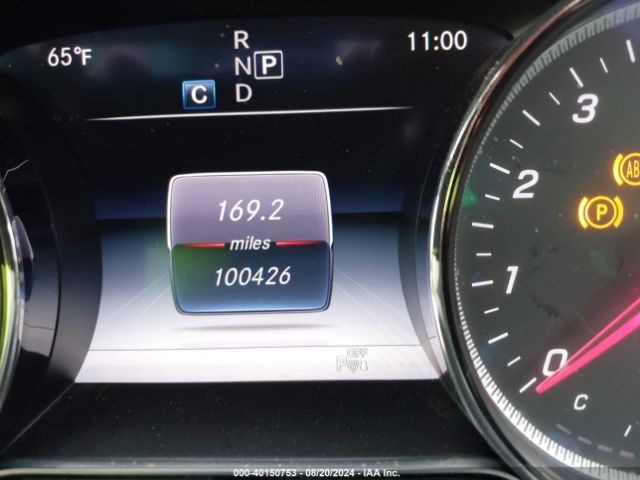 65°F
R
N P
D
C
11:00
169.2
miles
100426
OFF
P
3
2
1
0
C
AB
P
000-40150753 - 08/20/2024 - IAA Inc.